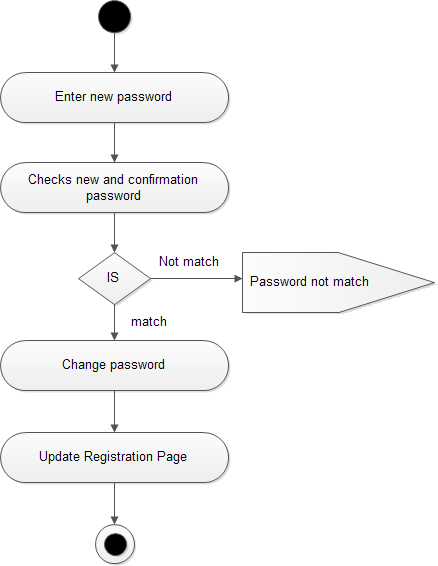 Enter new password
Checks new and confirmation
password
Not match
IS
Password not match
match
Change password
Update Registration Page